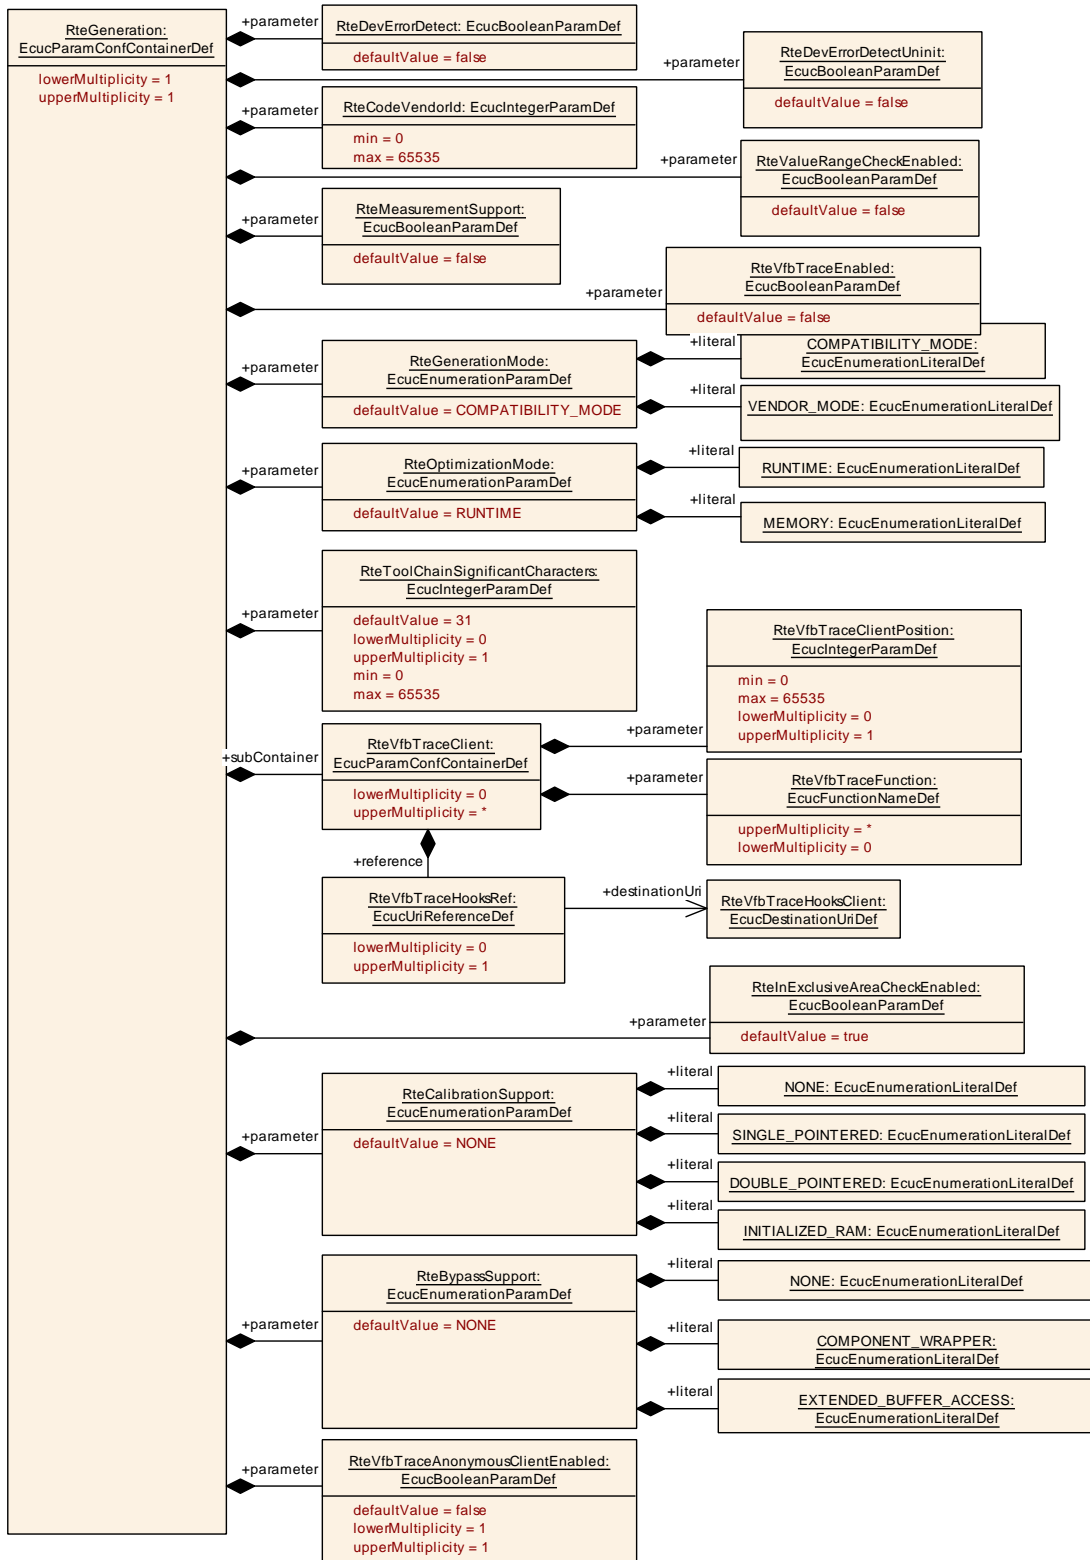 RteGeneration:
EcucParamConfContainerDef
lowerMultiplicity = 1
upperMultiplicity = 1
+parameter
RteDevErrorDetect: EcucBooleanParamDef
defaultValue = false
+parameter
RteDevErrorDetectUninit:
EcucBooleanParamDef
defaultValue = false
+parameter
RteCodeVendorId: EcucIntegerParamDef
min = 0
max = 65535
+parameter
RteValueRangeCheckEnabled:
EcucBooleanParamDef
defaultValue = false
+parameter
RteMeasurementSupport:
EcucBooleanParamDef
defaultValue = false
+parameter
RteVfbTraceEnabled:
EcucBooleanParamDef
defaultValue = false
+parameter
RteGenerationMode:
EcucEnumerationParamDef
defaultValue = COMPATIBILITY_MODE
+literal
COMPATIBILITY_MODE:
EcucEnumerationLiteralDef
+literal
VENDOR_MODE: EcucEnumerationLiteralDef
+parameter
RteOptimizationMode:
EcucEnumerationParamDef
defaultValue = RUNTIME
+literal
RUNTIME: EcucEnumerationLiteralDef
+literal
MEMORY: EcucEnumerationLiteralDef
+parameter
RteToolChainSignificantCharacters:
EcucIntegerParamDef
defaultValue = 31
lowerMultiplicity = 0
upperMultiplicity = 1
min = 0
max = 65535
+subContainer
RteVfbTraceClient:
EcucParamConfContainerDef
lowerMultiplicity = 0
upperMultiplicity = *
+parameter
RteVfbTraceClientPosition:
EcucIntegerParamDef
min = 0
max = 65535
lowerMultiplicity = 0
upperMultiplicity = 1
+parameter
RteVfbTraceFunction:
EcucFunctionNameDef
upperMultiplicity = *
lowerMultiplicity = 0
+reference
RteVfbTraceHooksRef:
EcucUriReferenceDef
lowerMultiplicity = 0
upperMultiplicity = 1
+destinationUri
RteVfbTraceHooksClient:
EcucDestinationUriDef
+parameter
RteInExclusiveAreaCheckEnabled:
EcucBooleanParamDef
defaultValue = true
+parameter
RteCalibrationSupport:
EcucEnumerationParamDef
defaultValue = NONE
+literal
NONE: EcucEnumerationLiteralDef
+literal
SINGLE_POINTERED: EcucEnumerationLiteralDef
+literal
DOUBLE_POINTERED: EcucEnumerationLiteralDef
+literal
INITIALIZED_RAM: EcucEnumerationLiteralDef
+parameter
RteBypassSupport:
EcucEnumerationParamDef
defaultValue = NONE
+literal
NONE: EcucEnumerationLiteralDef
+literal
COMPONENT_WRAPPER:
EcucEnumerationLiteralDef
+literal
EXTENDED_BUFFER_ACCESS:
EcucEnumerationLiteralDef
+parameter
RteVfbTraceAnonymousClientEnabled:
EcucBooleanParamDef
defaultValue = false
lowerMultiplicity = 1
upperMultiplicity = 1